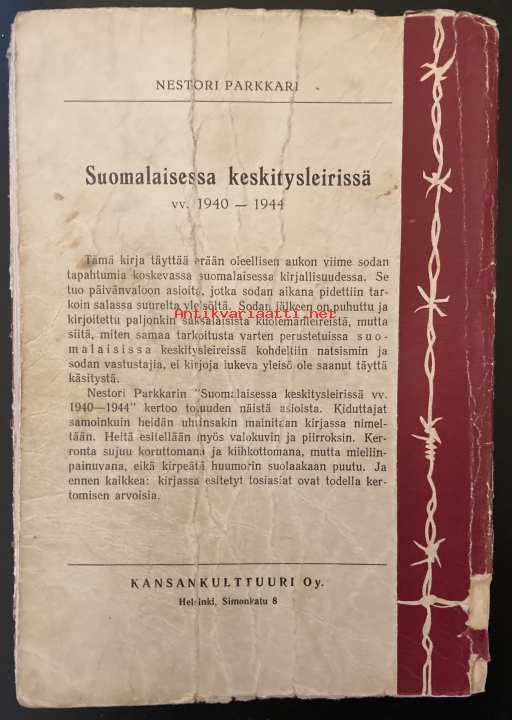 NESTORI PARKKARI
Suomalaisessa keskitysleirissä
vv. 1940 — 1944
Tämä kirja täyttää erään oleellisen aukon viime sodan
tapahtumia koskevassa suomalaisessa kirjallisuudessa. Se
tuo päivänvaloon asioita, jotka sodan aikana pidettiin tar-
koin salassa suurelta yleisöltä. Sodan jälkeen on puhuttu ja
Antikvariaatti.net
kirjoitettu paljonkin saksalaisista kuolemanleireistä, mutta
siitä, miten samaa tarkoitusta varten perustetuissa suo-
malaisissa keskitysleireissä kohdeltiin natsismin ja
sodan vastustajia, ei kirjoja lukeva yleisö ole saanut täyttä
käsitystä.
Nestori Parkkarin "Suomalaisessa keskitysleirissä vv.
1940—1944" kertoo totuuden näistä asioista. Kiduttajat
samoinkuin heidän uhrinsakin mainitaan kirjassa nimel-
tään. Heitä esitellään myös valokuvin ja piirroksin. Ker-
ronta sujuu koruttomana ja kiihkottomana, mutta mieliin-
painuvana, eikä kirpeätä huumorin suolaakaan puutu. Ja
ennen kaikkea: kirjassa esitetyt tosiasiat ovat todella ker-
tomisen arvoisia.
KANSANKULTTUURI Oy.
Helsinki, Simonkatu 8